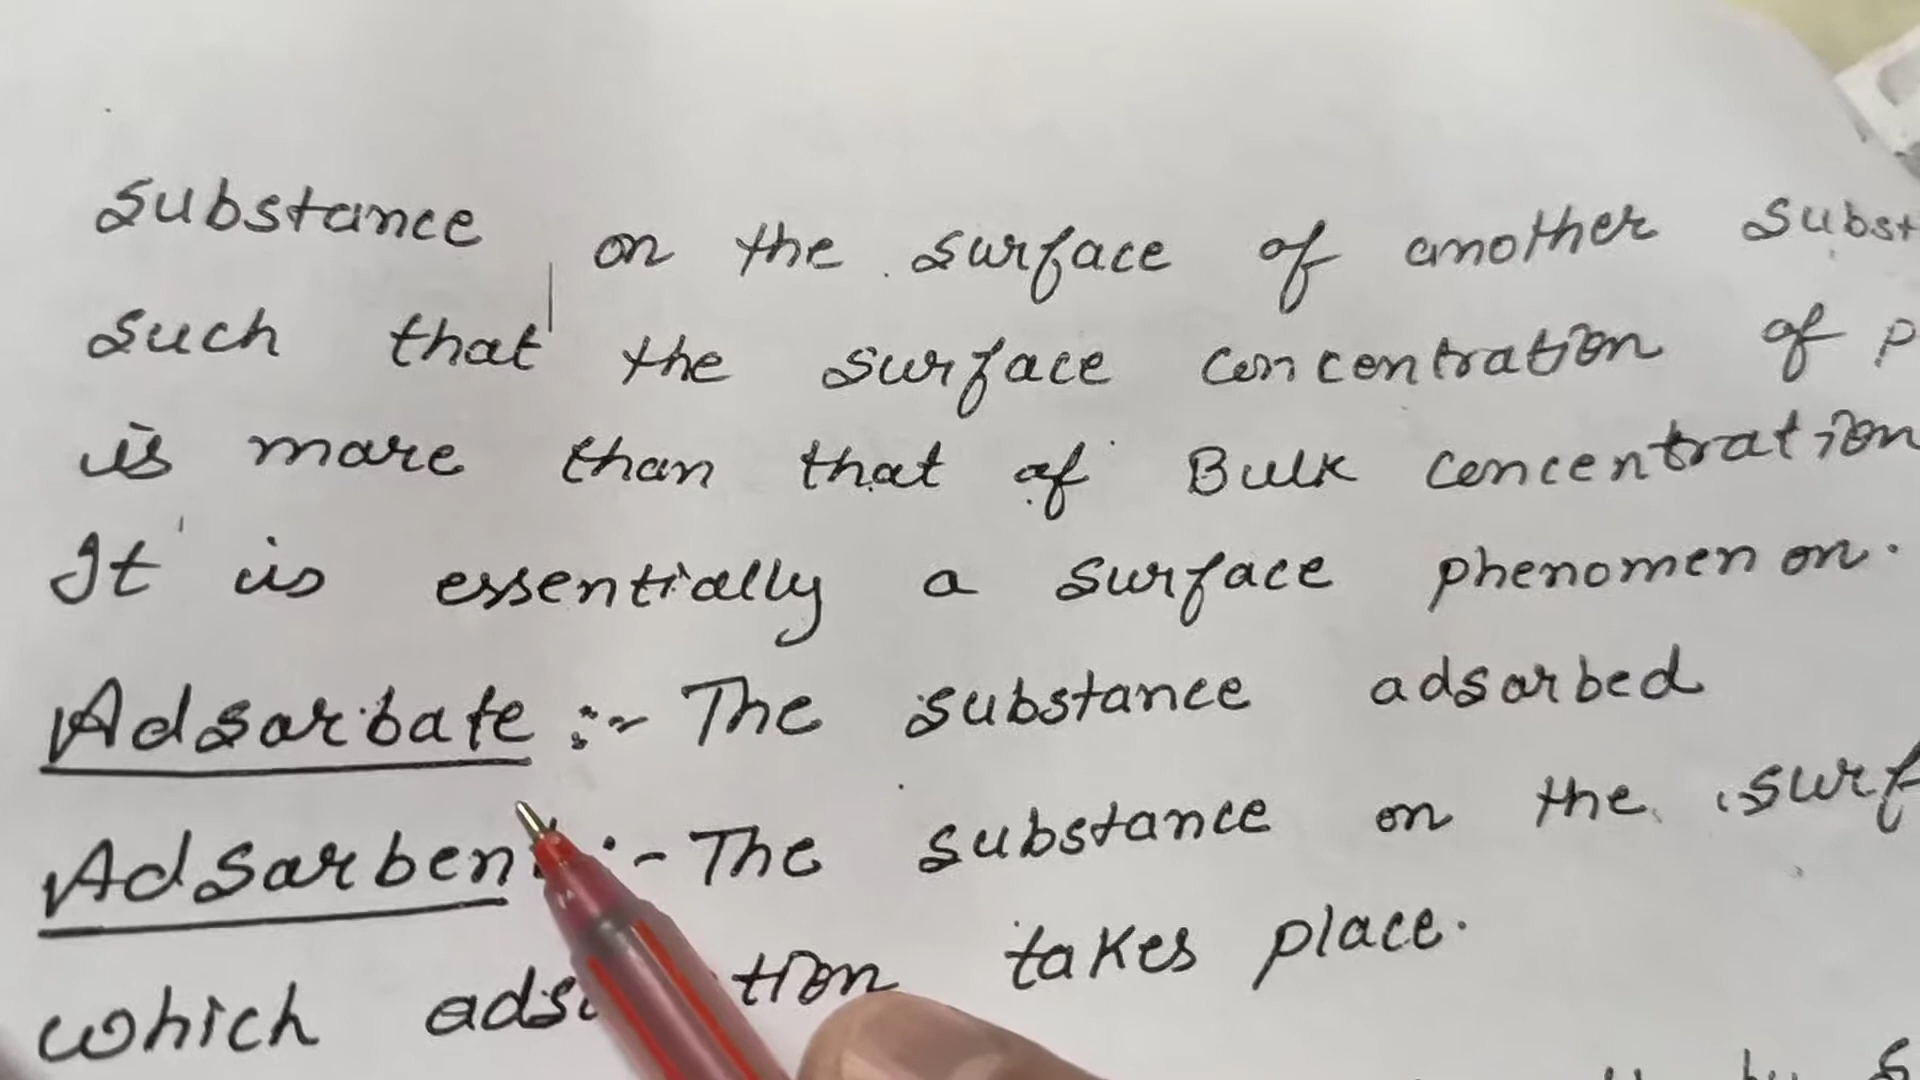 substance on the surface of another subst
such that the surface concentration of P
is more than that of Bulk concentration
It is essentially a surface phenomenon.
Adsorbate :- The substance adsorbed
Adsorben :- The substance on the surf
which ads tion takes place.